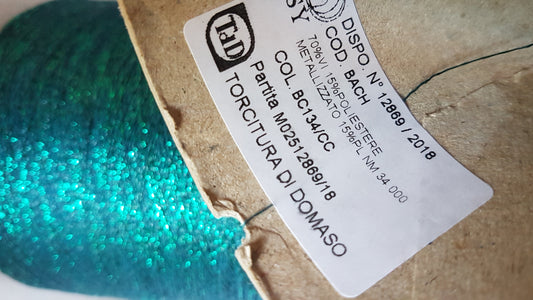 TdD
SY
DISPO. N° 12869 / 2018
COD. BACH
70%VI 15%POLIESTERE
METALLIZZATO 15%PL NM 34.000
COL. BC134/CC
Partita M02512869/18
TORCITURA DI DOMASO